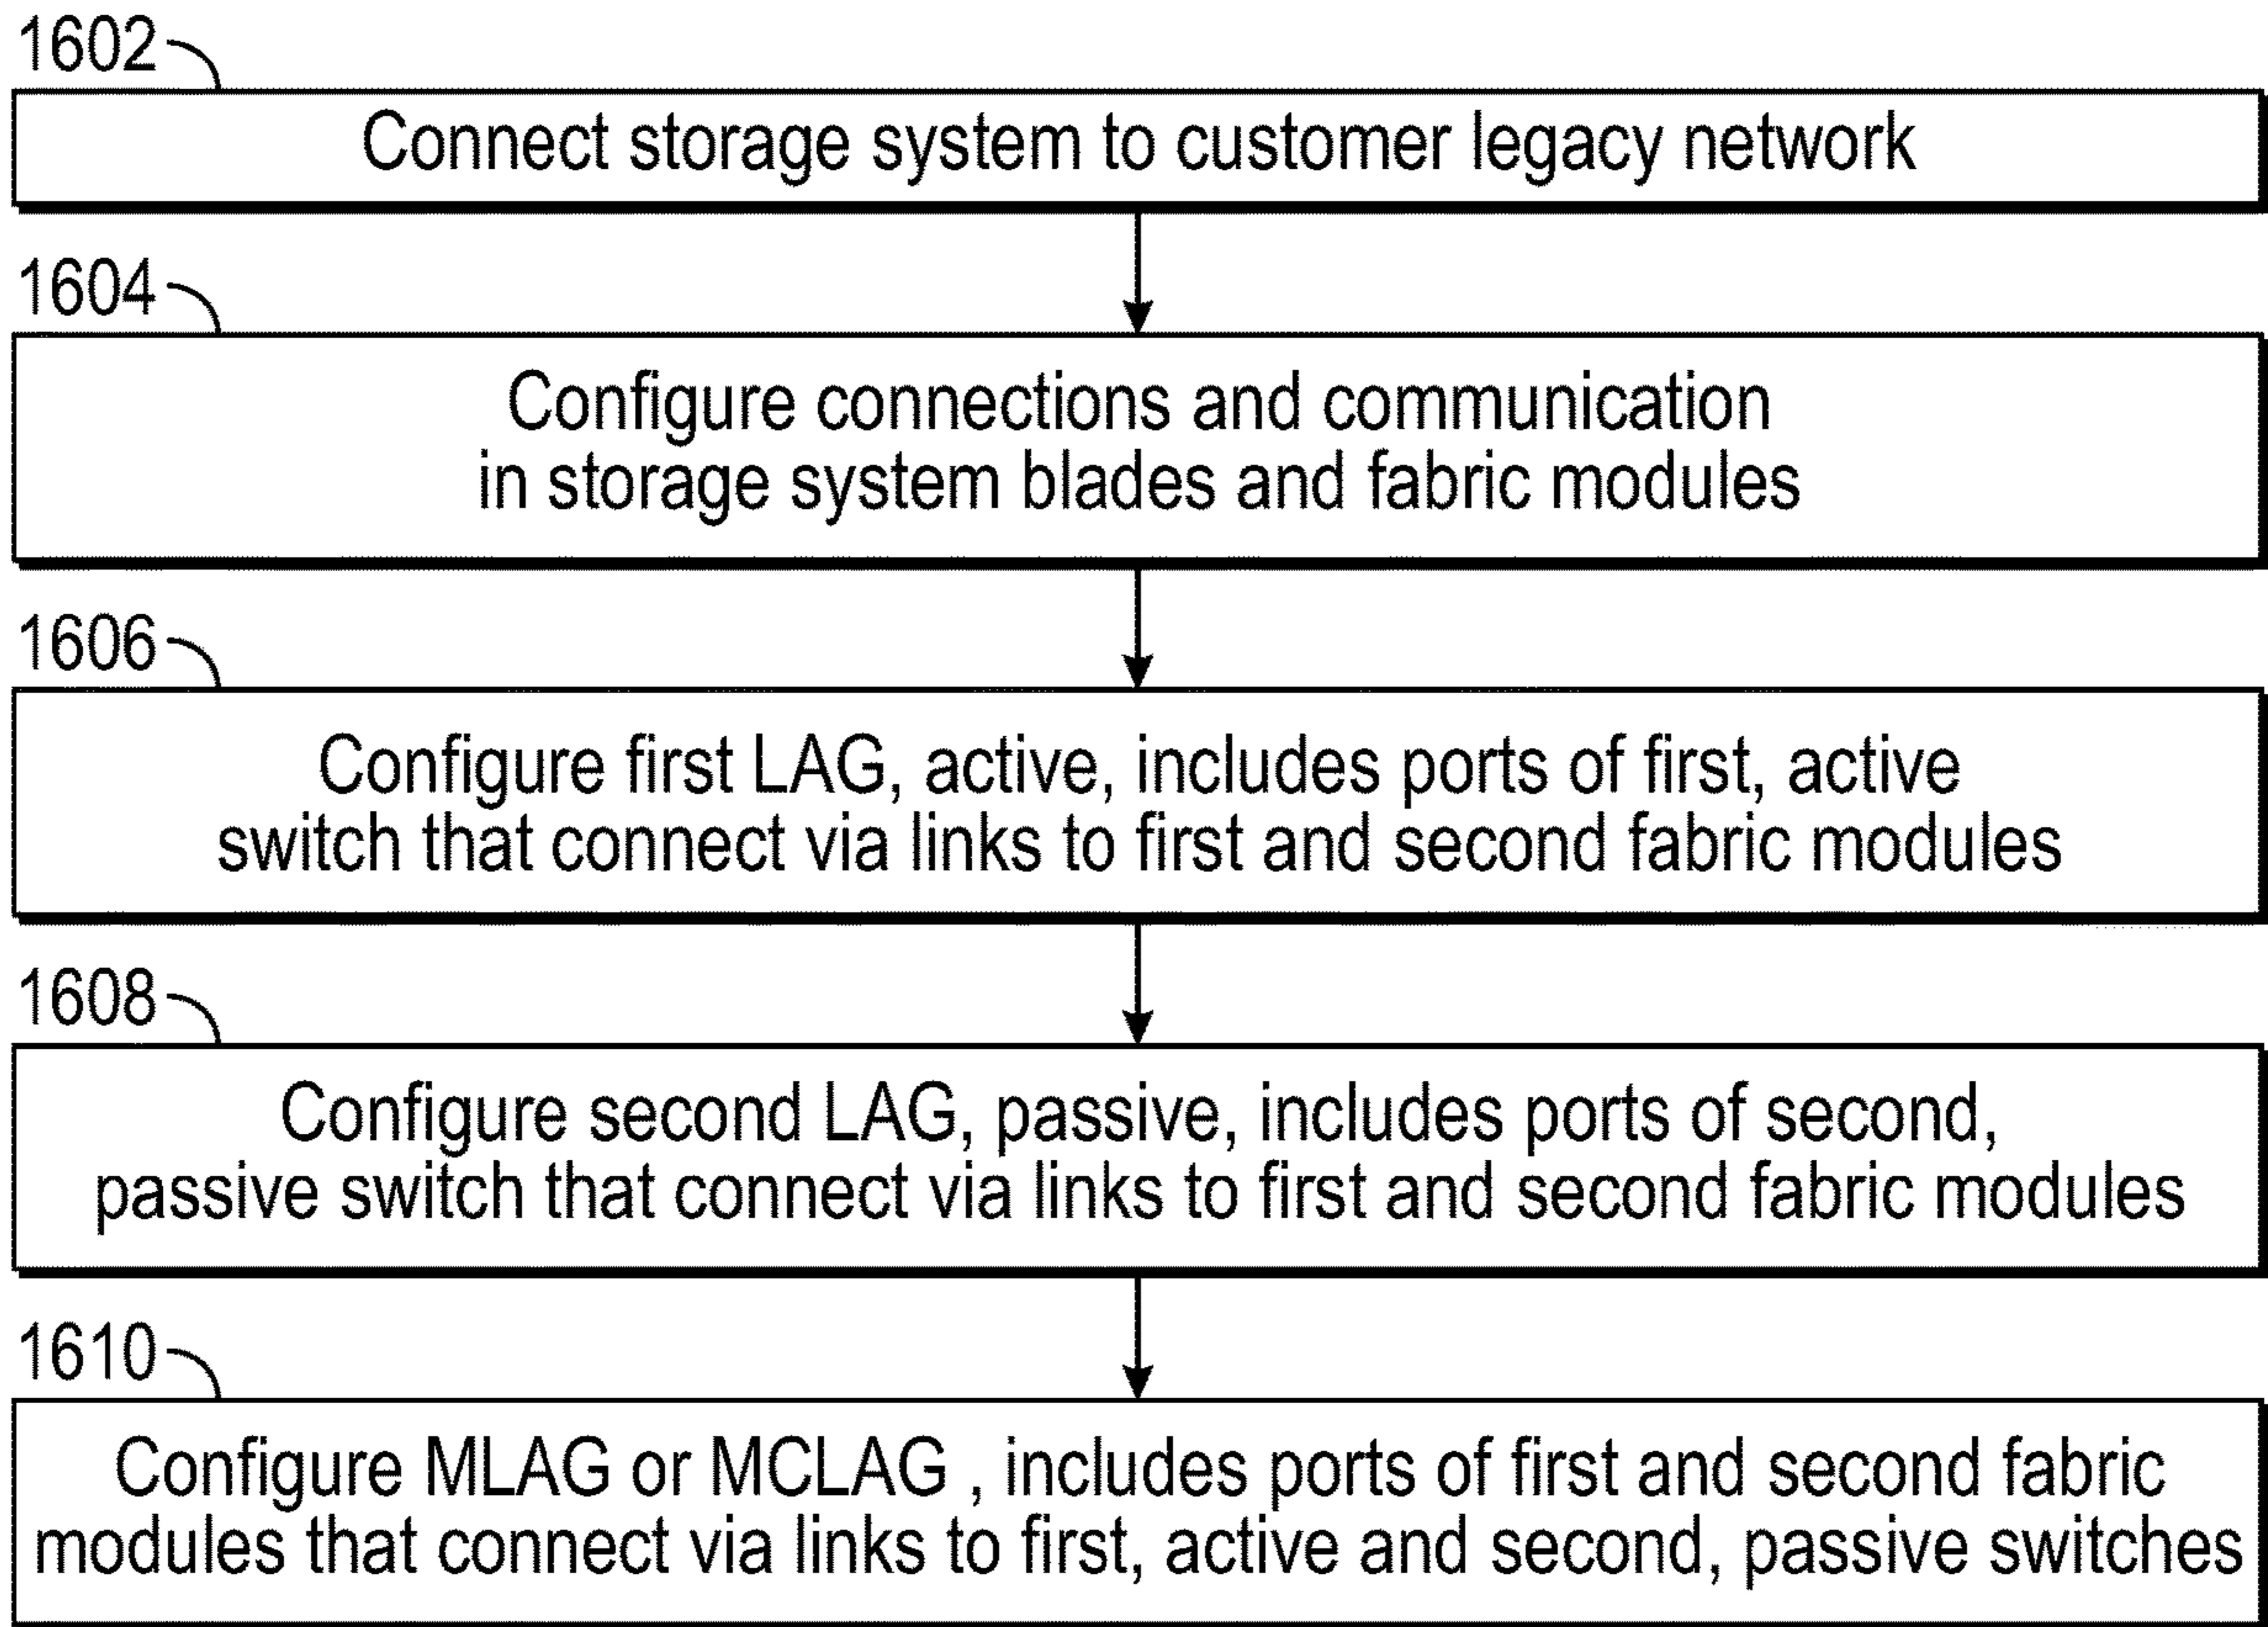 1602
Connect storage system to customer legacy network
1604
Configure connections and communication
in storage system blades and fabric modules
1606
Configure first LAG, active, includes ports of first, active
switch that connect via links to first and second fabric modules
1608
Configure second LAG, passive, includes ports of second,
passive switch that connect via links to first and second fabric modules
1610
Configure MLAG or MCLAG , includes ports of first and second fabric
modules that connect via links to first, active and second, passive switches